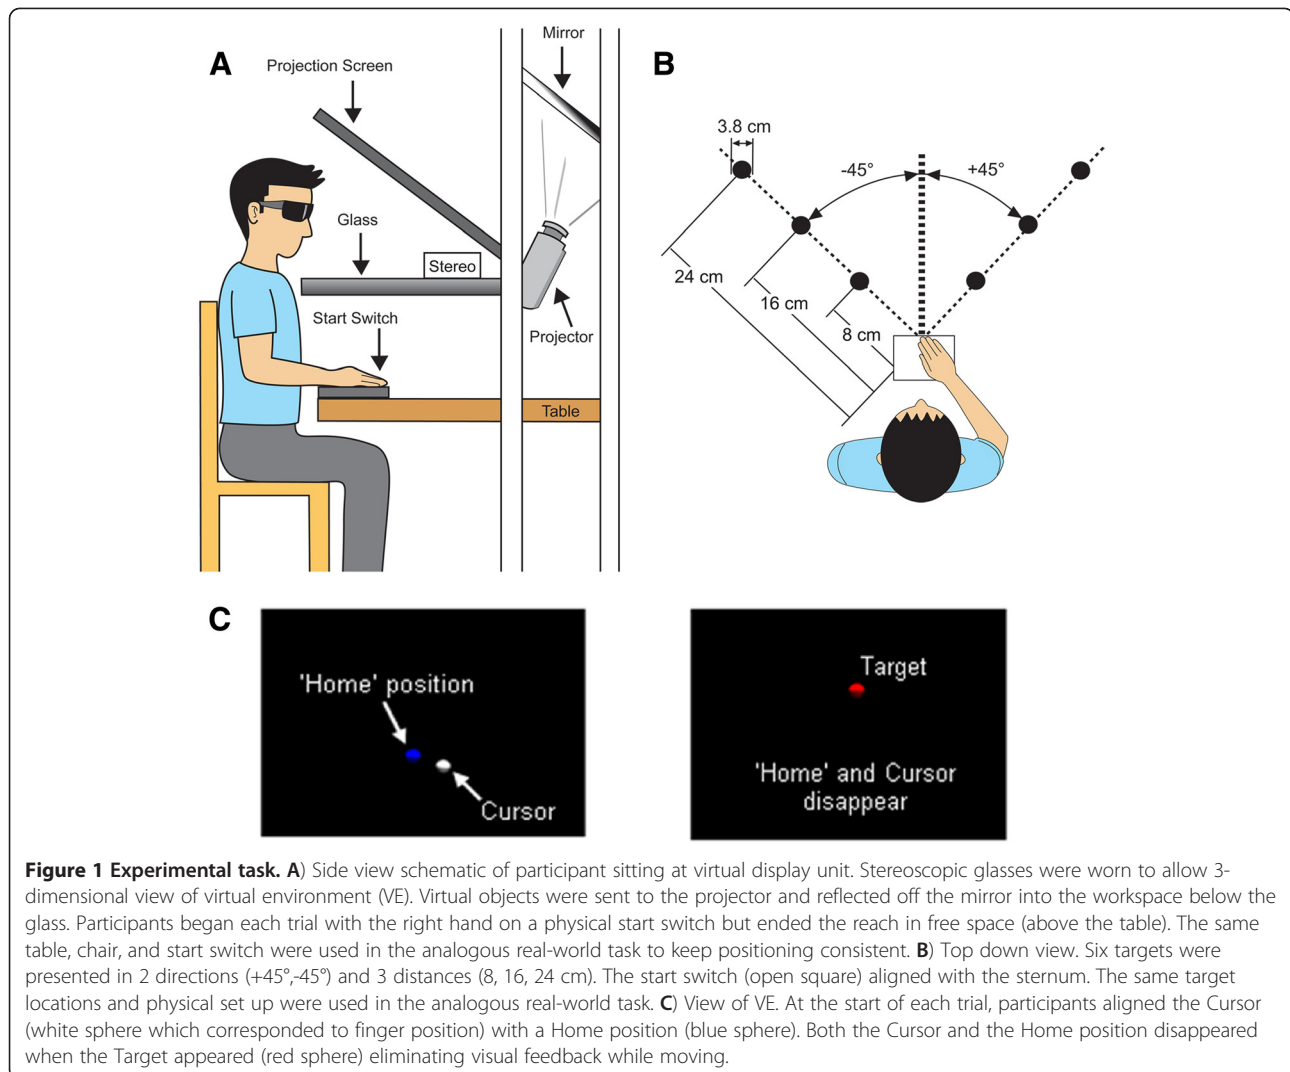 A
Projection Screen
Mirror
Glass
Stereo
Start Switch
Projector
Table
B
3.8 cm
-45°
+45°
24 cm
16 cm
8 cm
C
'Home' position
Cursor
Target
'Home' and Cursor
disappear
Figure 1 Experimental task. A) Side view schematic of participant sitting at virtual display unit. Stereoscopic glasses were worn to allow 3-
dimensional view of virtual environment (VE). Virtual objects were sent to the projector and reflected off the mirror into the workspace below the
glass. Participants began each trial with the right hand on a physical start switch but ended the reach in free space (above the table). The same
table, chair, and start switch were used in the analogous real-world task to keep positioning consistent. B) Top down view. Six targets were
presented in 2 directions (+45°,-45°) and 3 distances (8, 16, 24 cm). The start switch (open square) aligned with the sternum. The same target
locations and physical set up were used in the analogous real-world task. C) View of VE. At the start of each trial, participants aligned the Cursor
(white sphere which corresponded to finger position) with a Home position (blue sphere). Both the Cursor and the Home position disappeared
when the Target appeared (red sphere) eliminating visual feedback while moving.